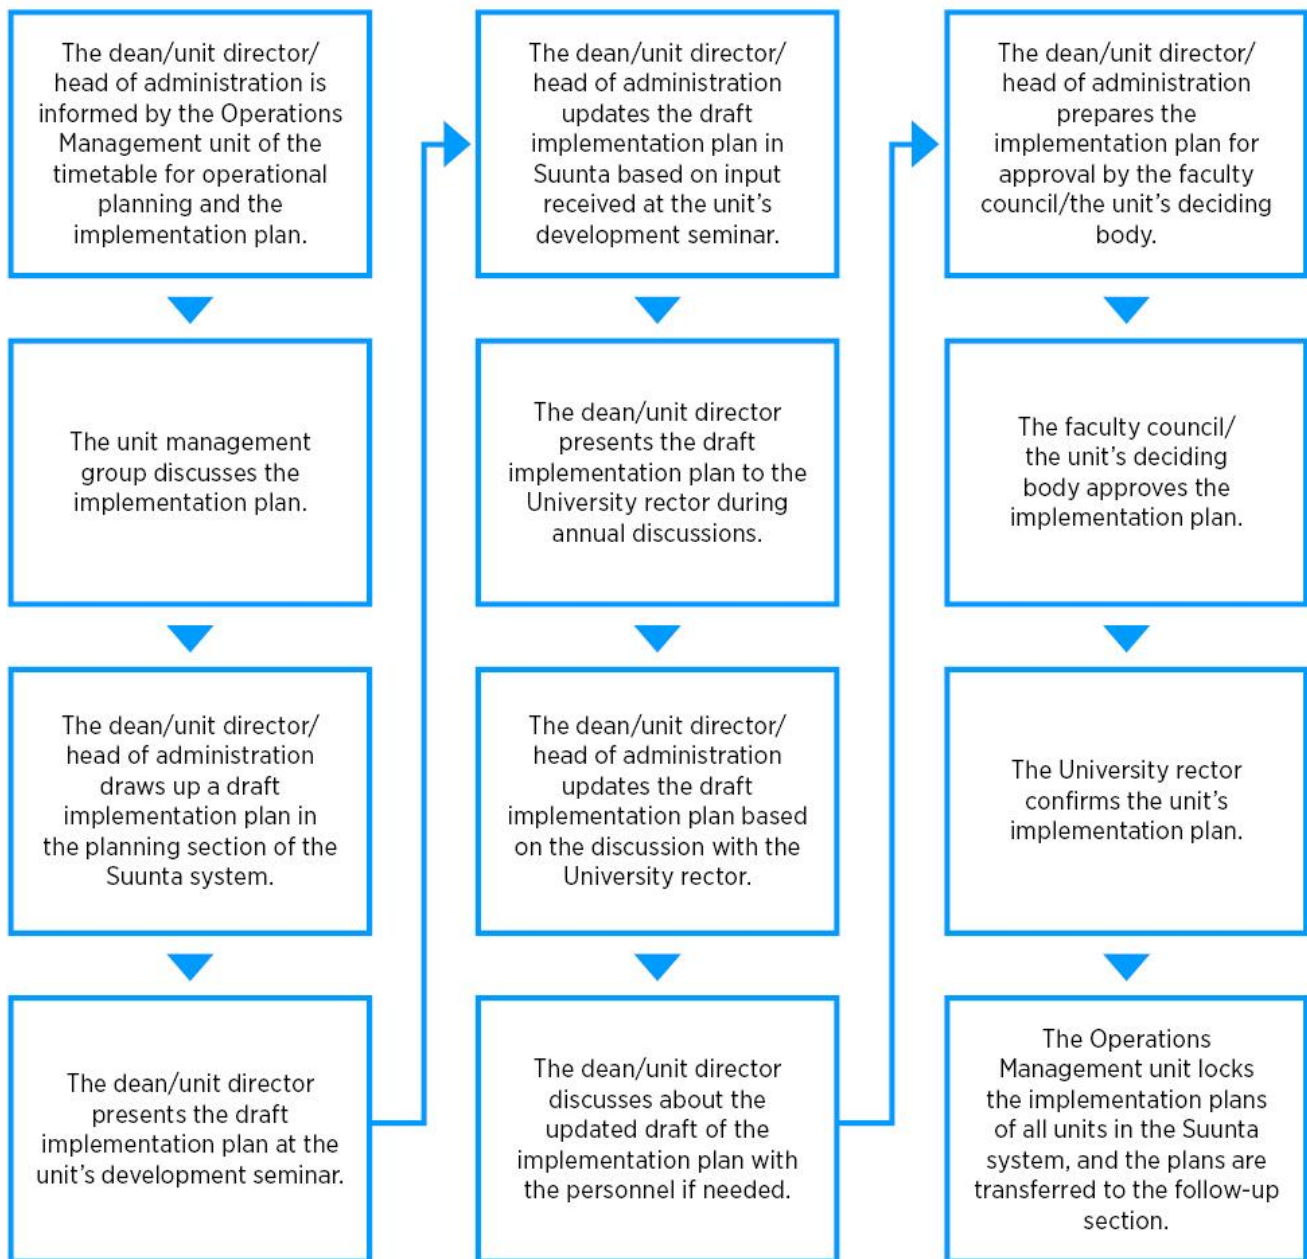 The dean/unit director/
head of administration is
informed by the Operations
Management unit of the
timetable for operational
planning and the
implementation plan.
The unit management
group discusses the
implementation plan.
The dean/unit director/
head of administration
draws up a draft
implementation plan in
the planning section of the
Suunta system.
The dean/unit director
presents the draft
implementation plan at the
unit's development seminar.
The dean/unit director/
head of administration
updates the draft
implementation plan in
Suunta based on input
received at the unit's
development seminar.
The dean/unit director
presents the draft
implementation plan to the
University rector during
annual discussions.
The dean/unit director/
head of administration
updates the draft
implementation plan based
on the discussion with the
University rector.
The dean/unit director
discusses about the
updated draft of the
implementation plan with
the personnel if needed.
The dean/unit director/
head of administration
prepares the
implementation plan for
approval by the faculty
council/the unit's deciding
body.
The faculty council/
the unit's deciding
body approves the
implementation plan.
The University rector
confirms the unit's
implementation plan.
The Operations
Management unit locks
the implementation plans
of all units in the Suunta
system, and the plans are
transferred to the follow-up
section.